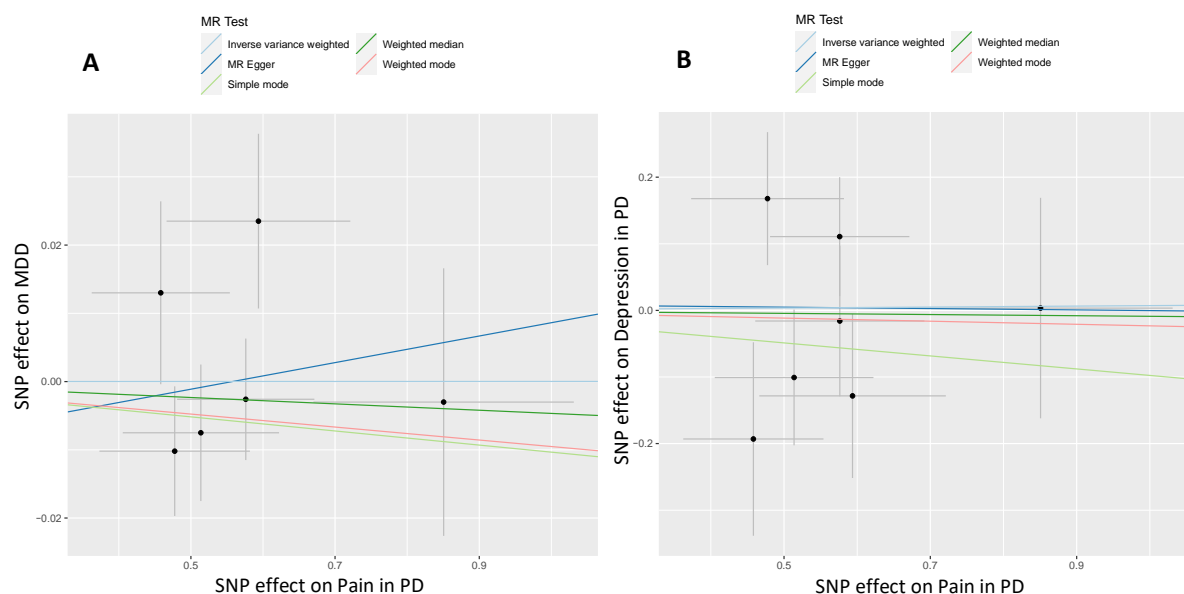 MR Test
Inverse variance weighted
Weighted median
MR Egger
Weighted mode
Simple mode
A
SNP effect on MDD
0.02
0.00
−0.02
0.5
0.7
0.9
SNP effect on Pain in PD
MR Test
Inverse variance weighted
Weighted median
MR Egger
Weighted mode
Simple mode
B
SNP effect on Depression in PD
0.2
0.0
−0.2
0.5
0.7
0.9
SNP effect on Pain in PD